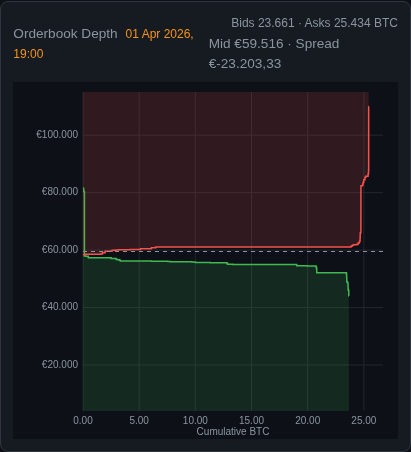 Orderbook Depth 01 Apr 2026, 19:00
Bids 23.661 · Asks 25.434 BTC
Mid €59.516 · Spread
€-23.203,33
€100.000
€80.000
€60.000
€40.000
€20.000
0.00 5.00 10.00 15.00 20.00 25.00
Cumulative BTC